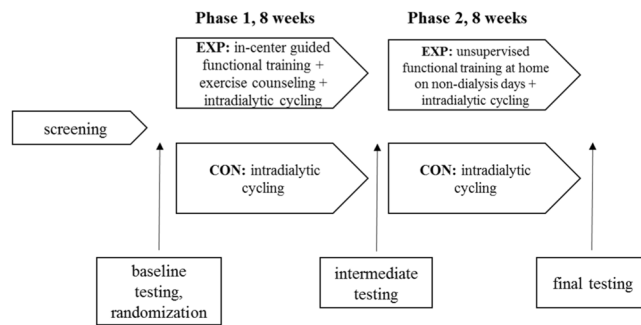 Phase 1, 8 weeks
Phase 2, 8 weeks
EXP: in-center guided
functional training +
exercise counseling +
intradialytic cycling
EXP: unsupervised
functional training at home
on non-dialysis days +
intradialytic cycling
screening
CON: intradialytic
cycling
CON: intradialytic
cycling
baseline
testing,
randomization
intermediate
testing
final testing